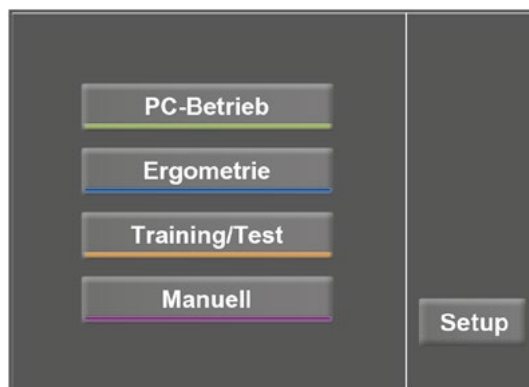 PC-Betrieb
Ergometrie
Training/Test
Manuell
Setup